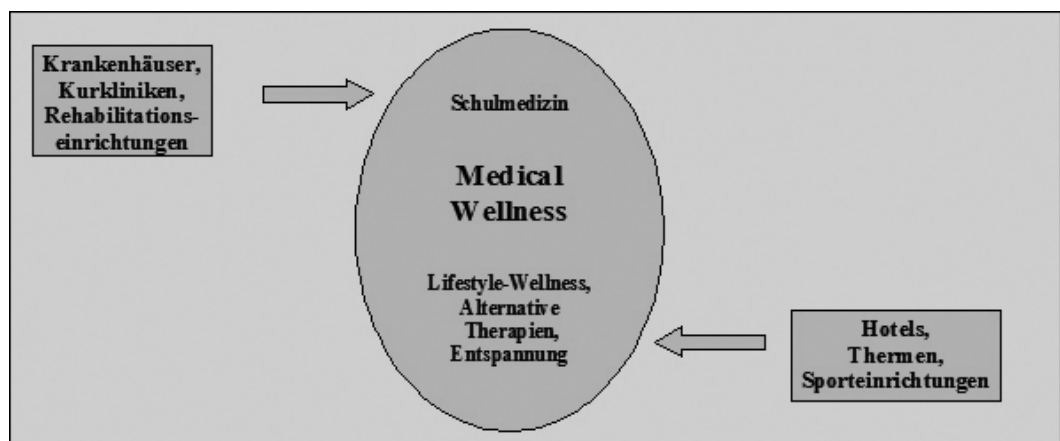 Krankenhäuser,
Kurkliniken,
Rehabilitations-
einrichtungen
Schulmedizin
Medical
Wellness
Lifestyle-Wellness,
Alternative
Therapien,
Entspannung
Hotels,
Thermen,
Sporteinrichtungen